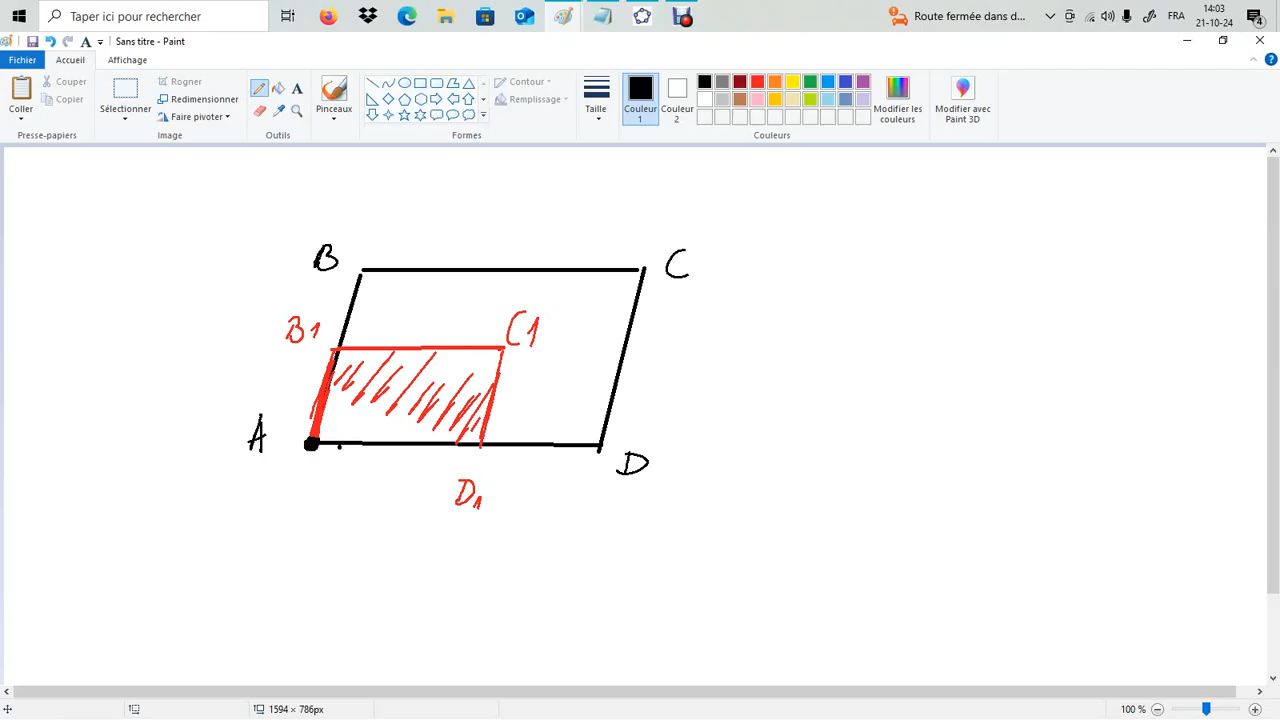 Taper ici pour rechercher
Route fermée dans d...
FRA
14:03
21-10-24
4
Sans titre - Paint
Fichier
Accueil
Affichage
Coller
Couper
Copier
Presse-papiers
Sélectionner
Rogner
Redimensionner
Faire pivoter
Image
A
Outils
Pinceaux
Formes
Contour
Remplissage
Taille
Couleur 1
Couleur 2
Couleurs
Modifier les couleurs
Modifier avec Paint 3D
B
C
B1
C1
A
D
D1
1594 × 786px
100 %